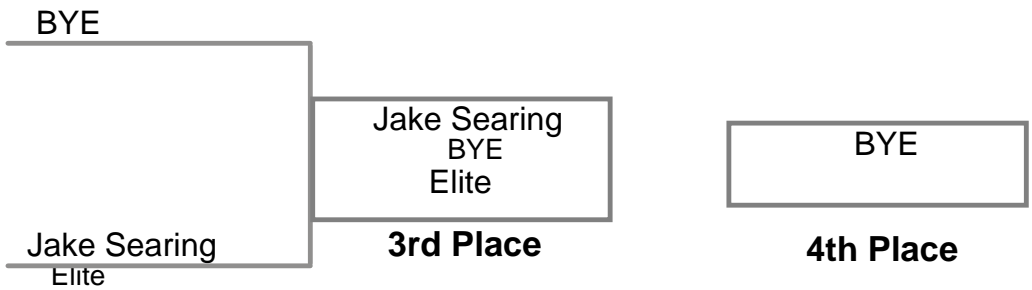 BYE
Jake Searing
BYE
Elite
BYE
Jake Searing
Elite
3rd Place
4th Place